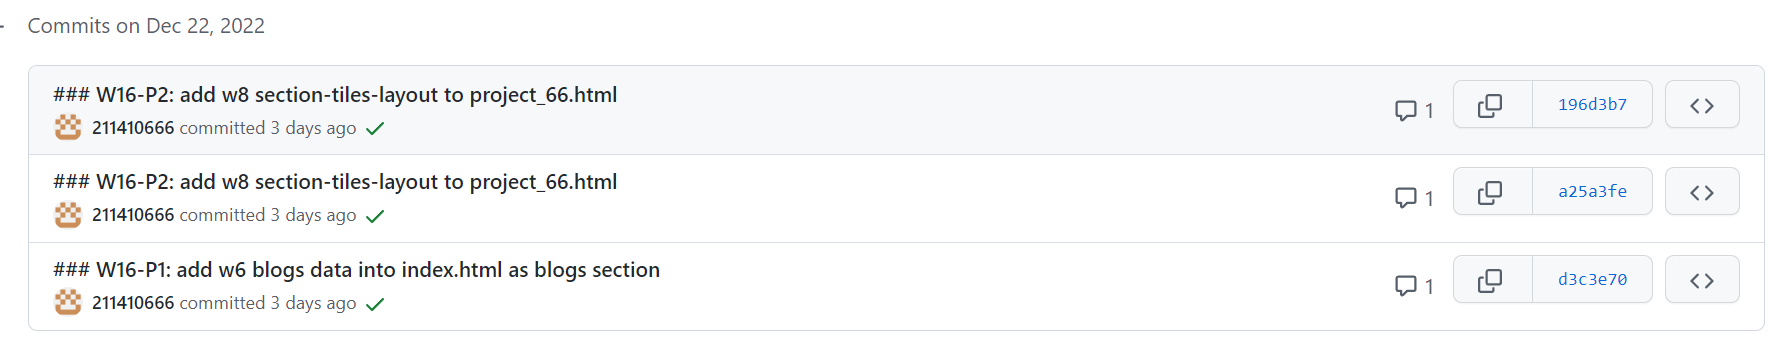 Commits on Dec 22, 2022
### W16-P2: add w8 section-tiles-layout to project_66.html
211410666 committed 3 days ago
1
196d3b7
### W16-P2: add w8 section-tiles-layout to project_66.html
211410666 committed 3 days ago
1
a25a3fe
### W16-P1: add w6 blogs data into index.html as blogs section
211410666 committed 3 days ago
1
d3c3e70